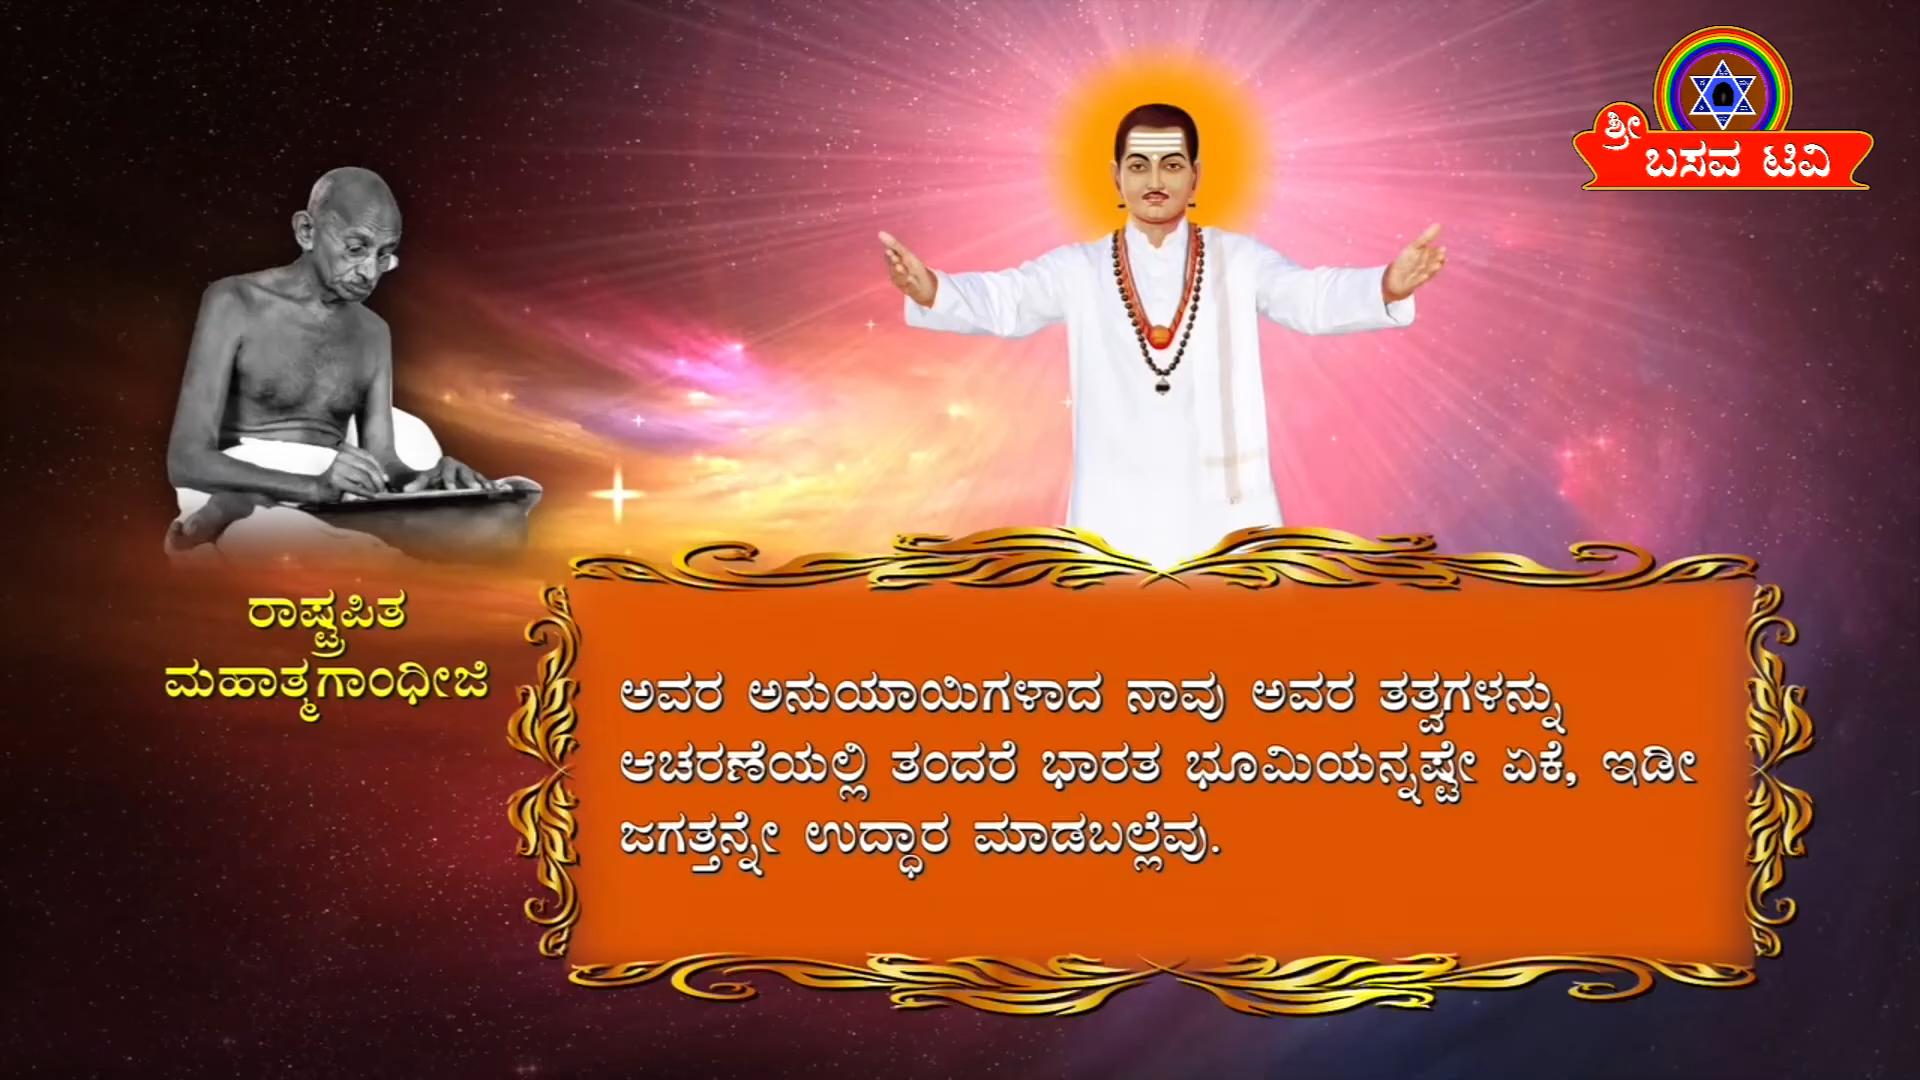 ಶ್ರೀ
ಬಸವ ಟಿವಿ
ರಾಷ್ಟ್ರಪಿತ
ಮಹಾತ್ಮಗಾಂಧೀಜಿ
ಅವರ ಅನುಯಾಯಿಗಳಾದ ನಾವು ಅವರ ತತ್ವಗಳನ್ನು
ಆಚರಣೆಯಲ್ಲಿ ತಂದರೆ ಭಾರತ ಭೂಮಿಯನ್ನಷ್ಟೇ ಏಕೆ, ಇಡೀ
ಜಗತ್ತನ್ನೇ ಉದ್ಧಾರ ಮಾಡಬಲ್ಲೆವು.